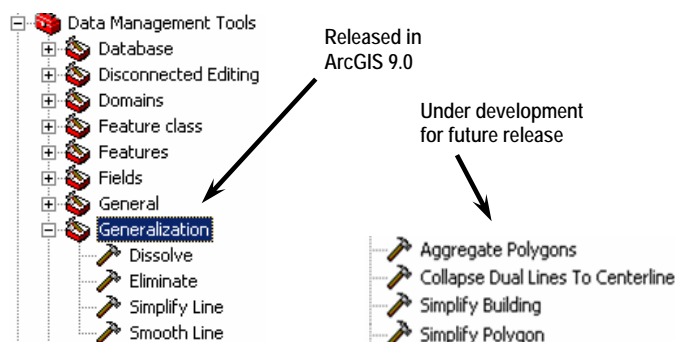 Data Management Tools
Database
Disconnected Editing
Domains
Feature class
Features
Fields
General
Generalization
Dissolve
Eliminate
Simplify Line
Smooth Line
Released in
ArcGIS 9.0
Under development
for future release
Aggregate Polygons
Collapse Dual Lines To Centerline
Simplify Building
Simplify Polygon